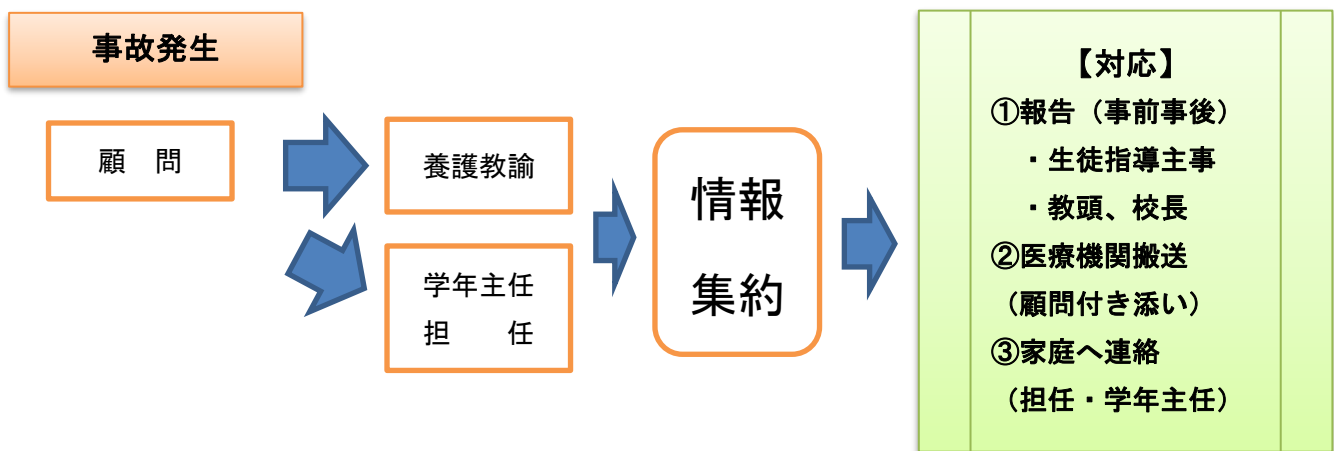 事故発生
顧　問
養護教諭
学年主任
担　　任
情報
集約
【対応】
①報告（事前事後）
・生徒指導主事
・教頭、校長
②医療機関搬送
（顧問付き添い）
③家庭へ連絡
（担任・学年主任）